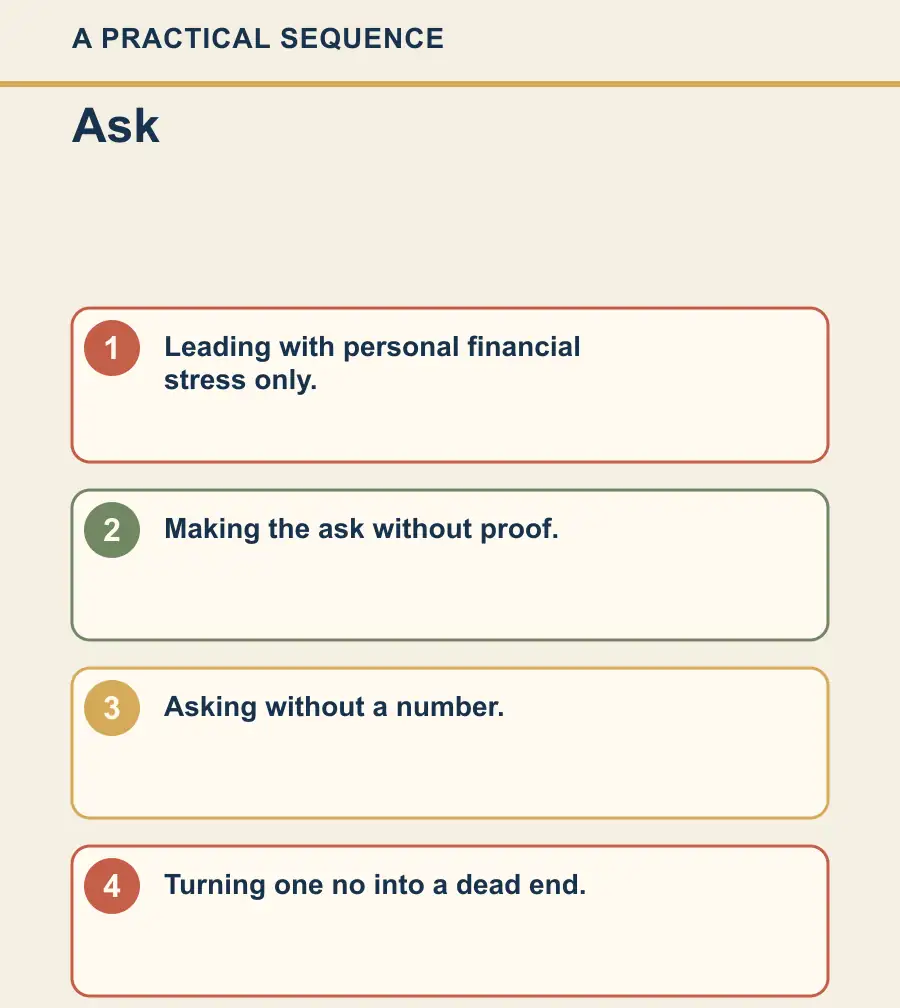 A PRACTICAL SEQUENCE
Ask
1
Leading with personal financial
stress only.
2
Making the ask without proof.
3
Asking without a number.
4
Turning one no into a dead end.